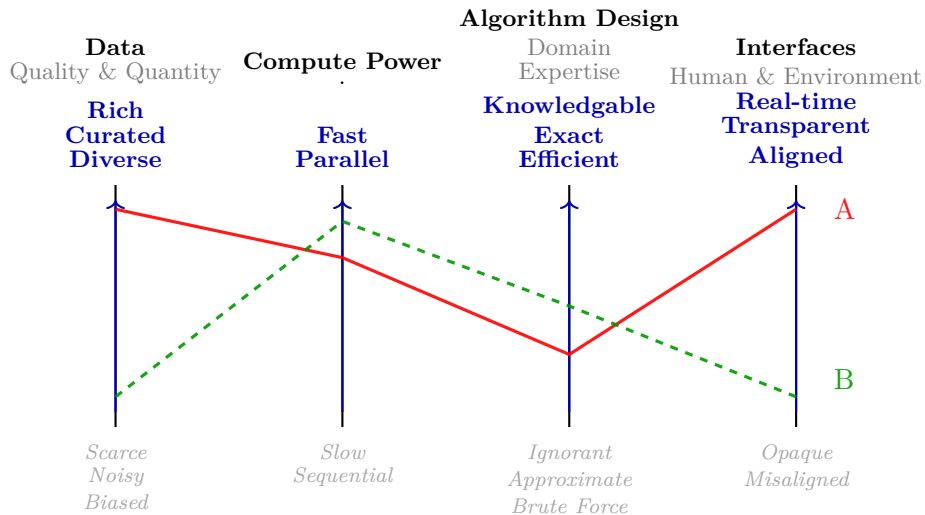 Data
Quality & Quantity
Rich
Curated
Diverse
Compute Power
.
Fast
Parallel
Algorithm Design
Domain
Expertise
Knowledgable
Exact
Efficient
Interfaces
Human & Environment
Real-time
Transparent
Aligned
A
B
Scarce
Noisy
Biased
Slow
Sequential
Ignorant
Approximate
Brute Force
Opaque
Misaligned